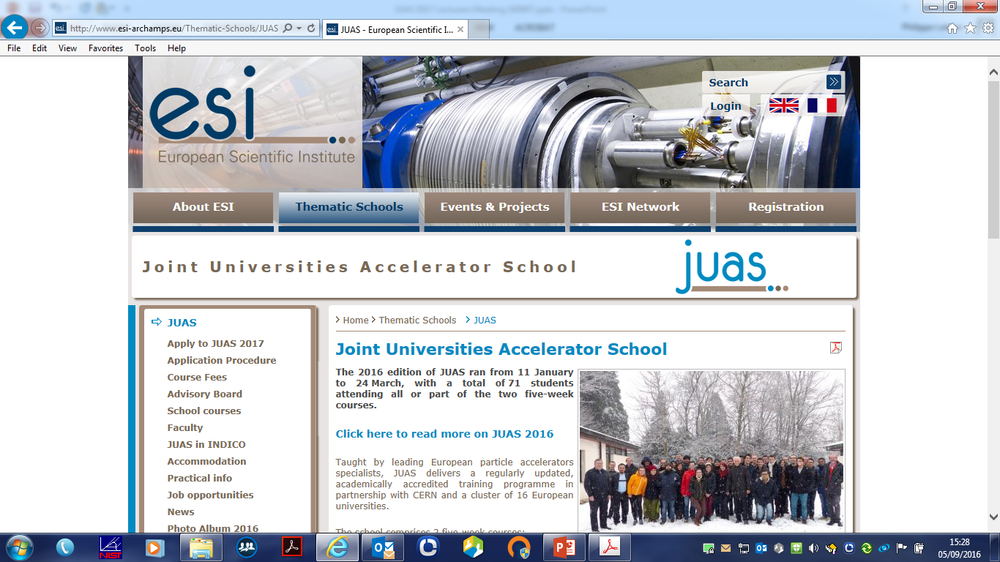 http://www.esi-archamps.eu/Thematic-Schools/JUAS
JUAS - European Scientific I...
File Edit View Favorites Tools Help
esi
European Scientific Institute
Search
Login
About ESI
Thematic Schools
Events & Projects
ESI Network
Registration
Joint Universities Accelerator School
juas
JUAS
Apply to JUAS 2017
Application Procedure
Course Fees
Advisory Board
School courses
Faculty
JUAS in INDICO
Accommodation
Practical info
Job opportunities
News
Photo Album 2016
Home Thematic Schools JUAS
Joint Universities Accelerator School
The 2016 edition of JUAS ran from 11 January
to 24 March, with a total of 71 students
attending all or part of the two five-week
courses.
Click here to read more on JUAS 2016
Taught by leading European particle accelerators
specialists, JUAS delivers a regularly updated,
academically accredited training programme in
partnership with CERN and a cluster of 16 European
universities.
The school comprises 2 five-week courses:
NIST
15:28
05/09/2016